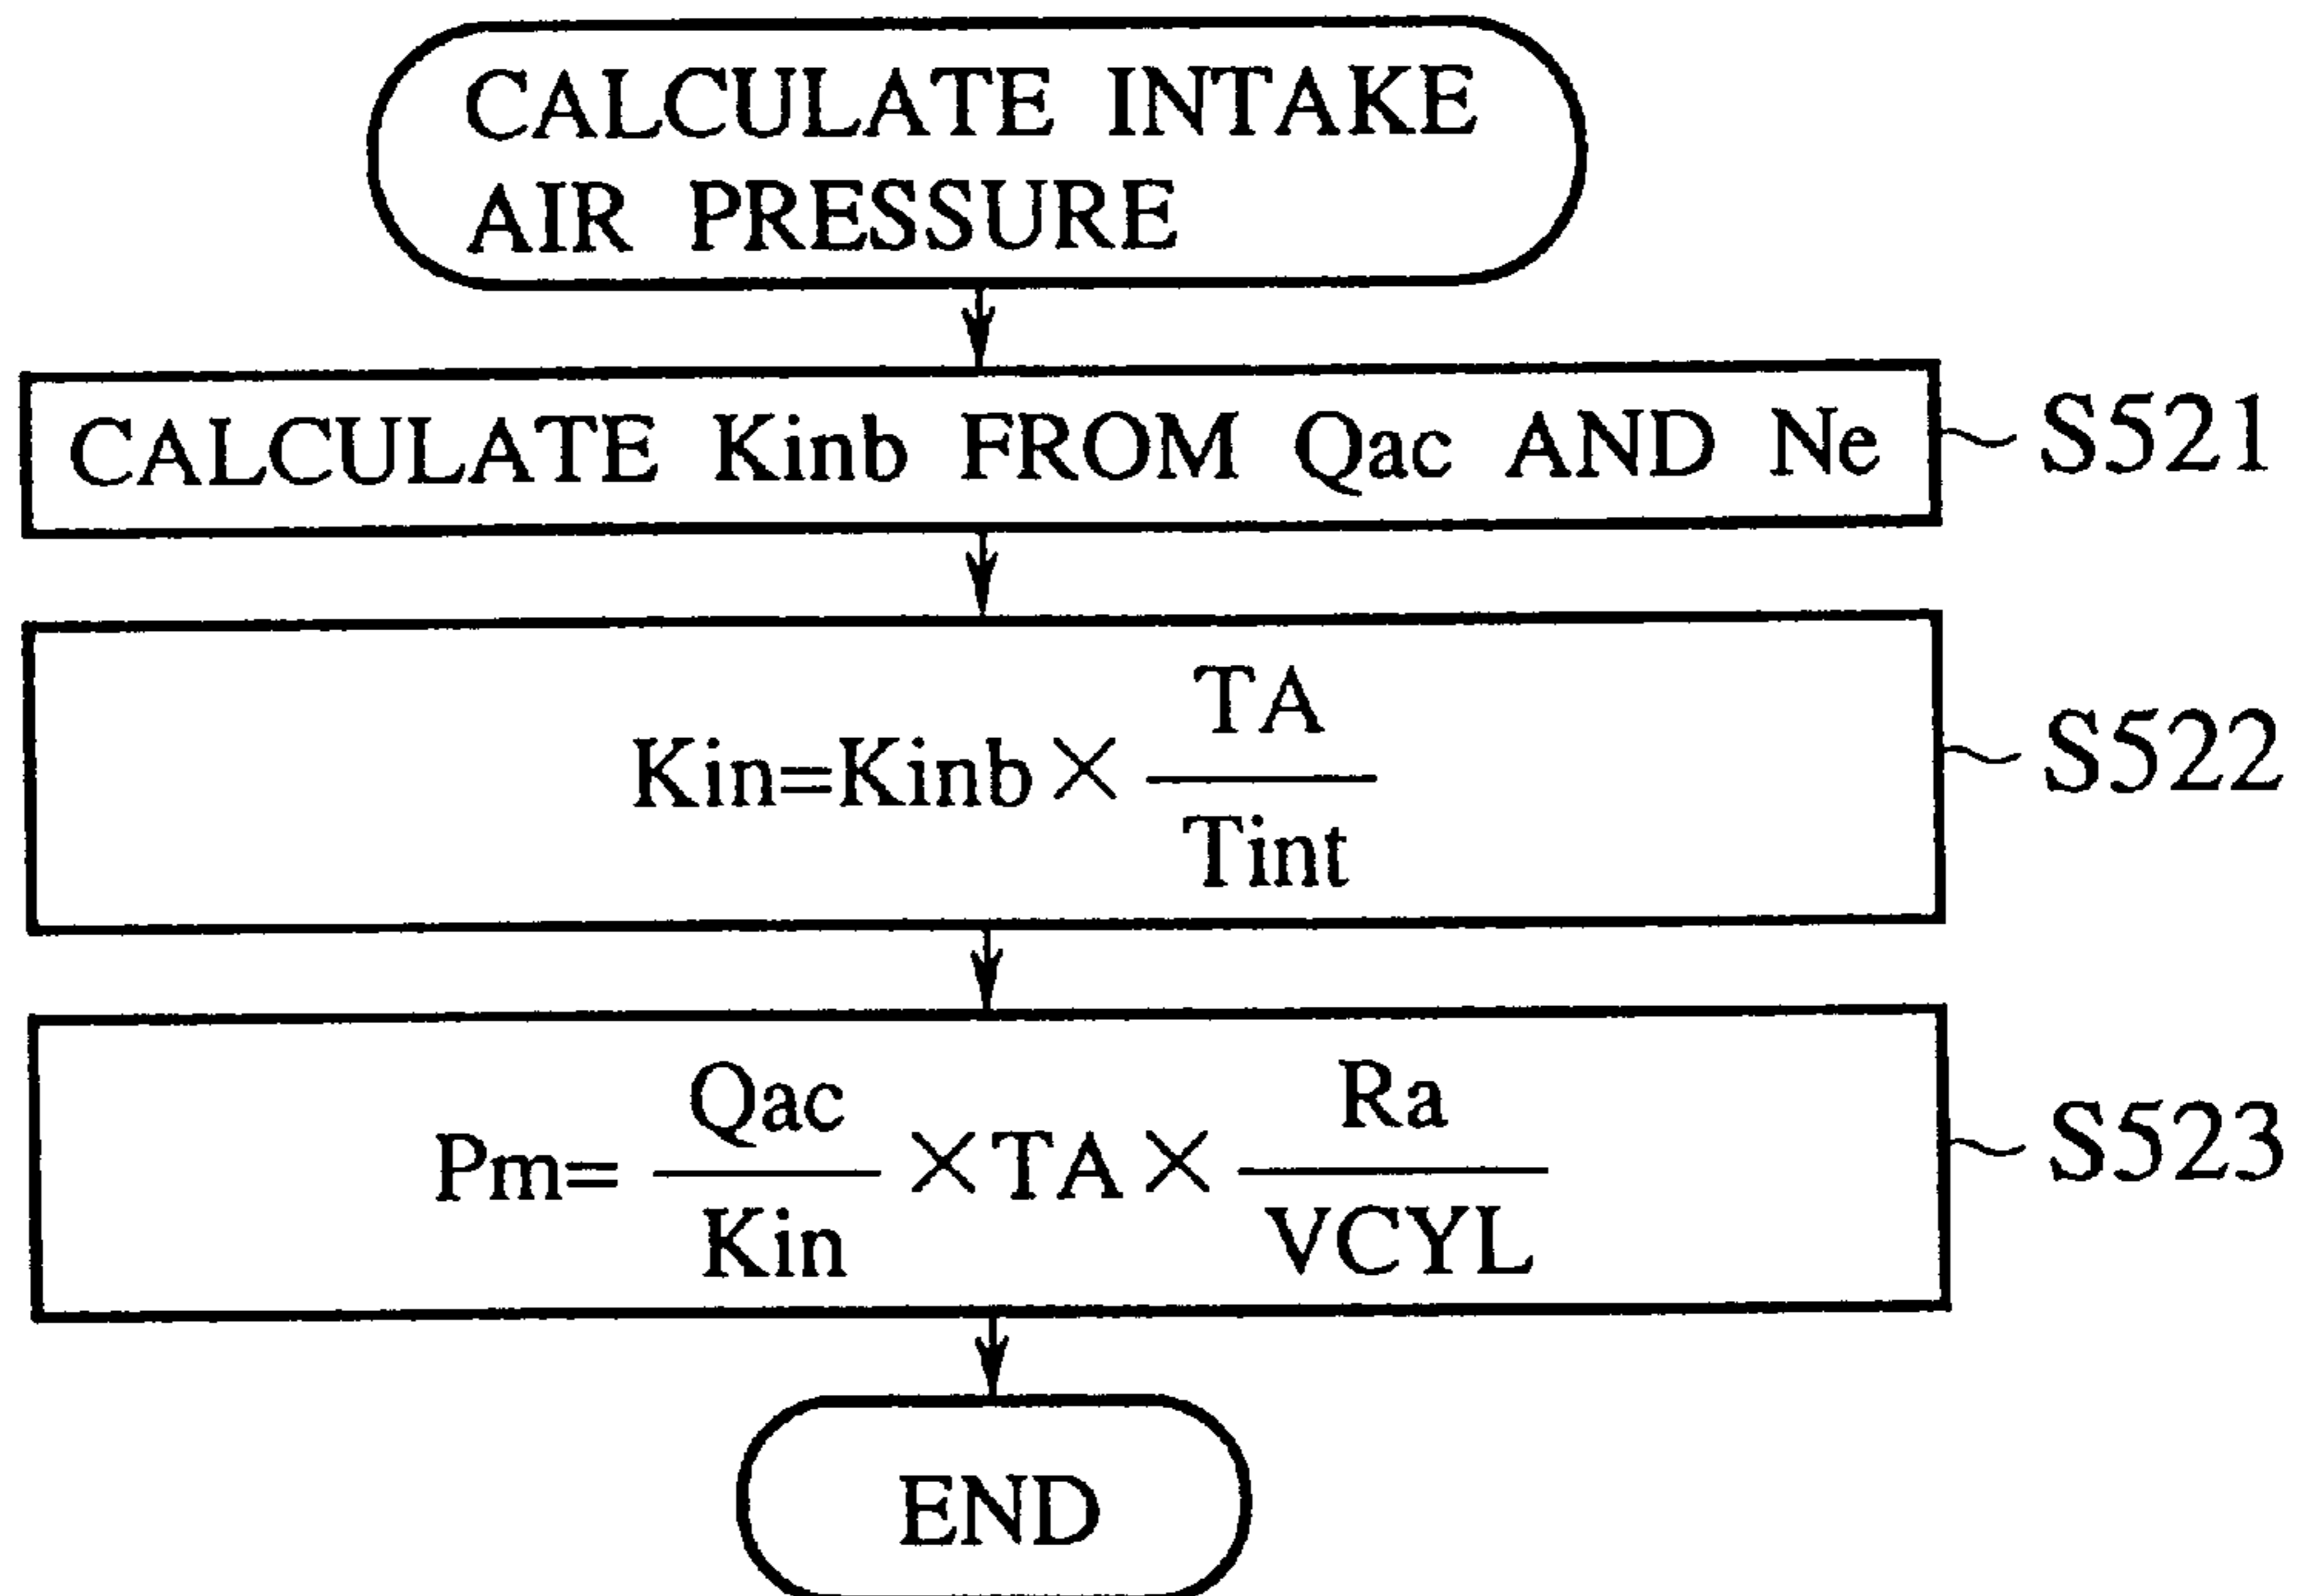 CALCULATE INTAKE
AIR PRESSURE
CALCULATE Kinb FROM Qac AND Ne
S521
Kin=Kinb× TA
Tint
S522
Pm= Qac
Kin
×TA× Ra
VCYL
S523
END